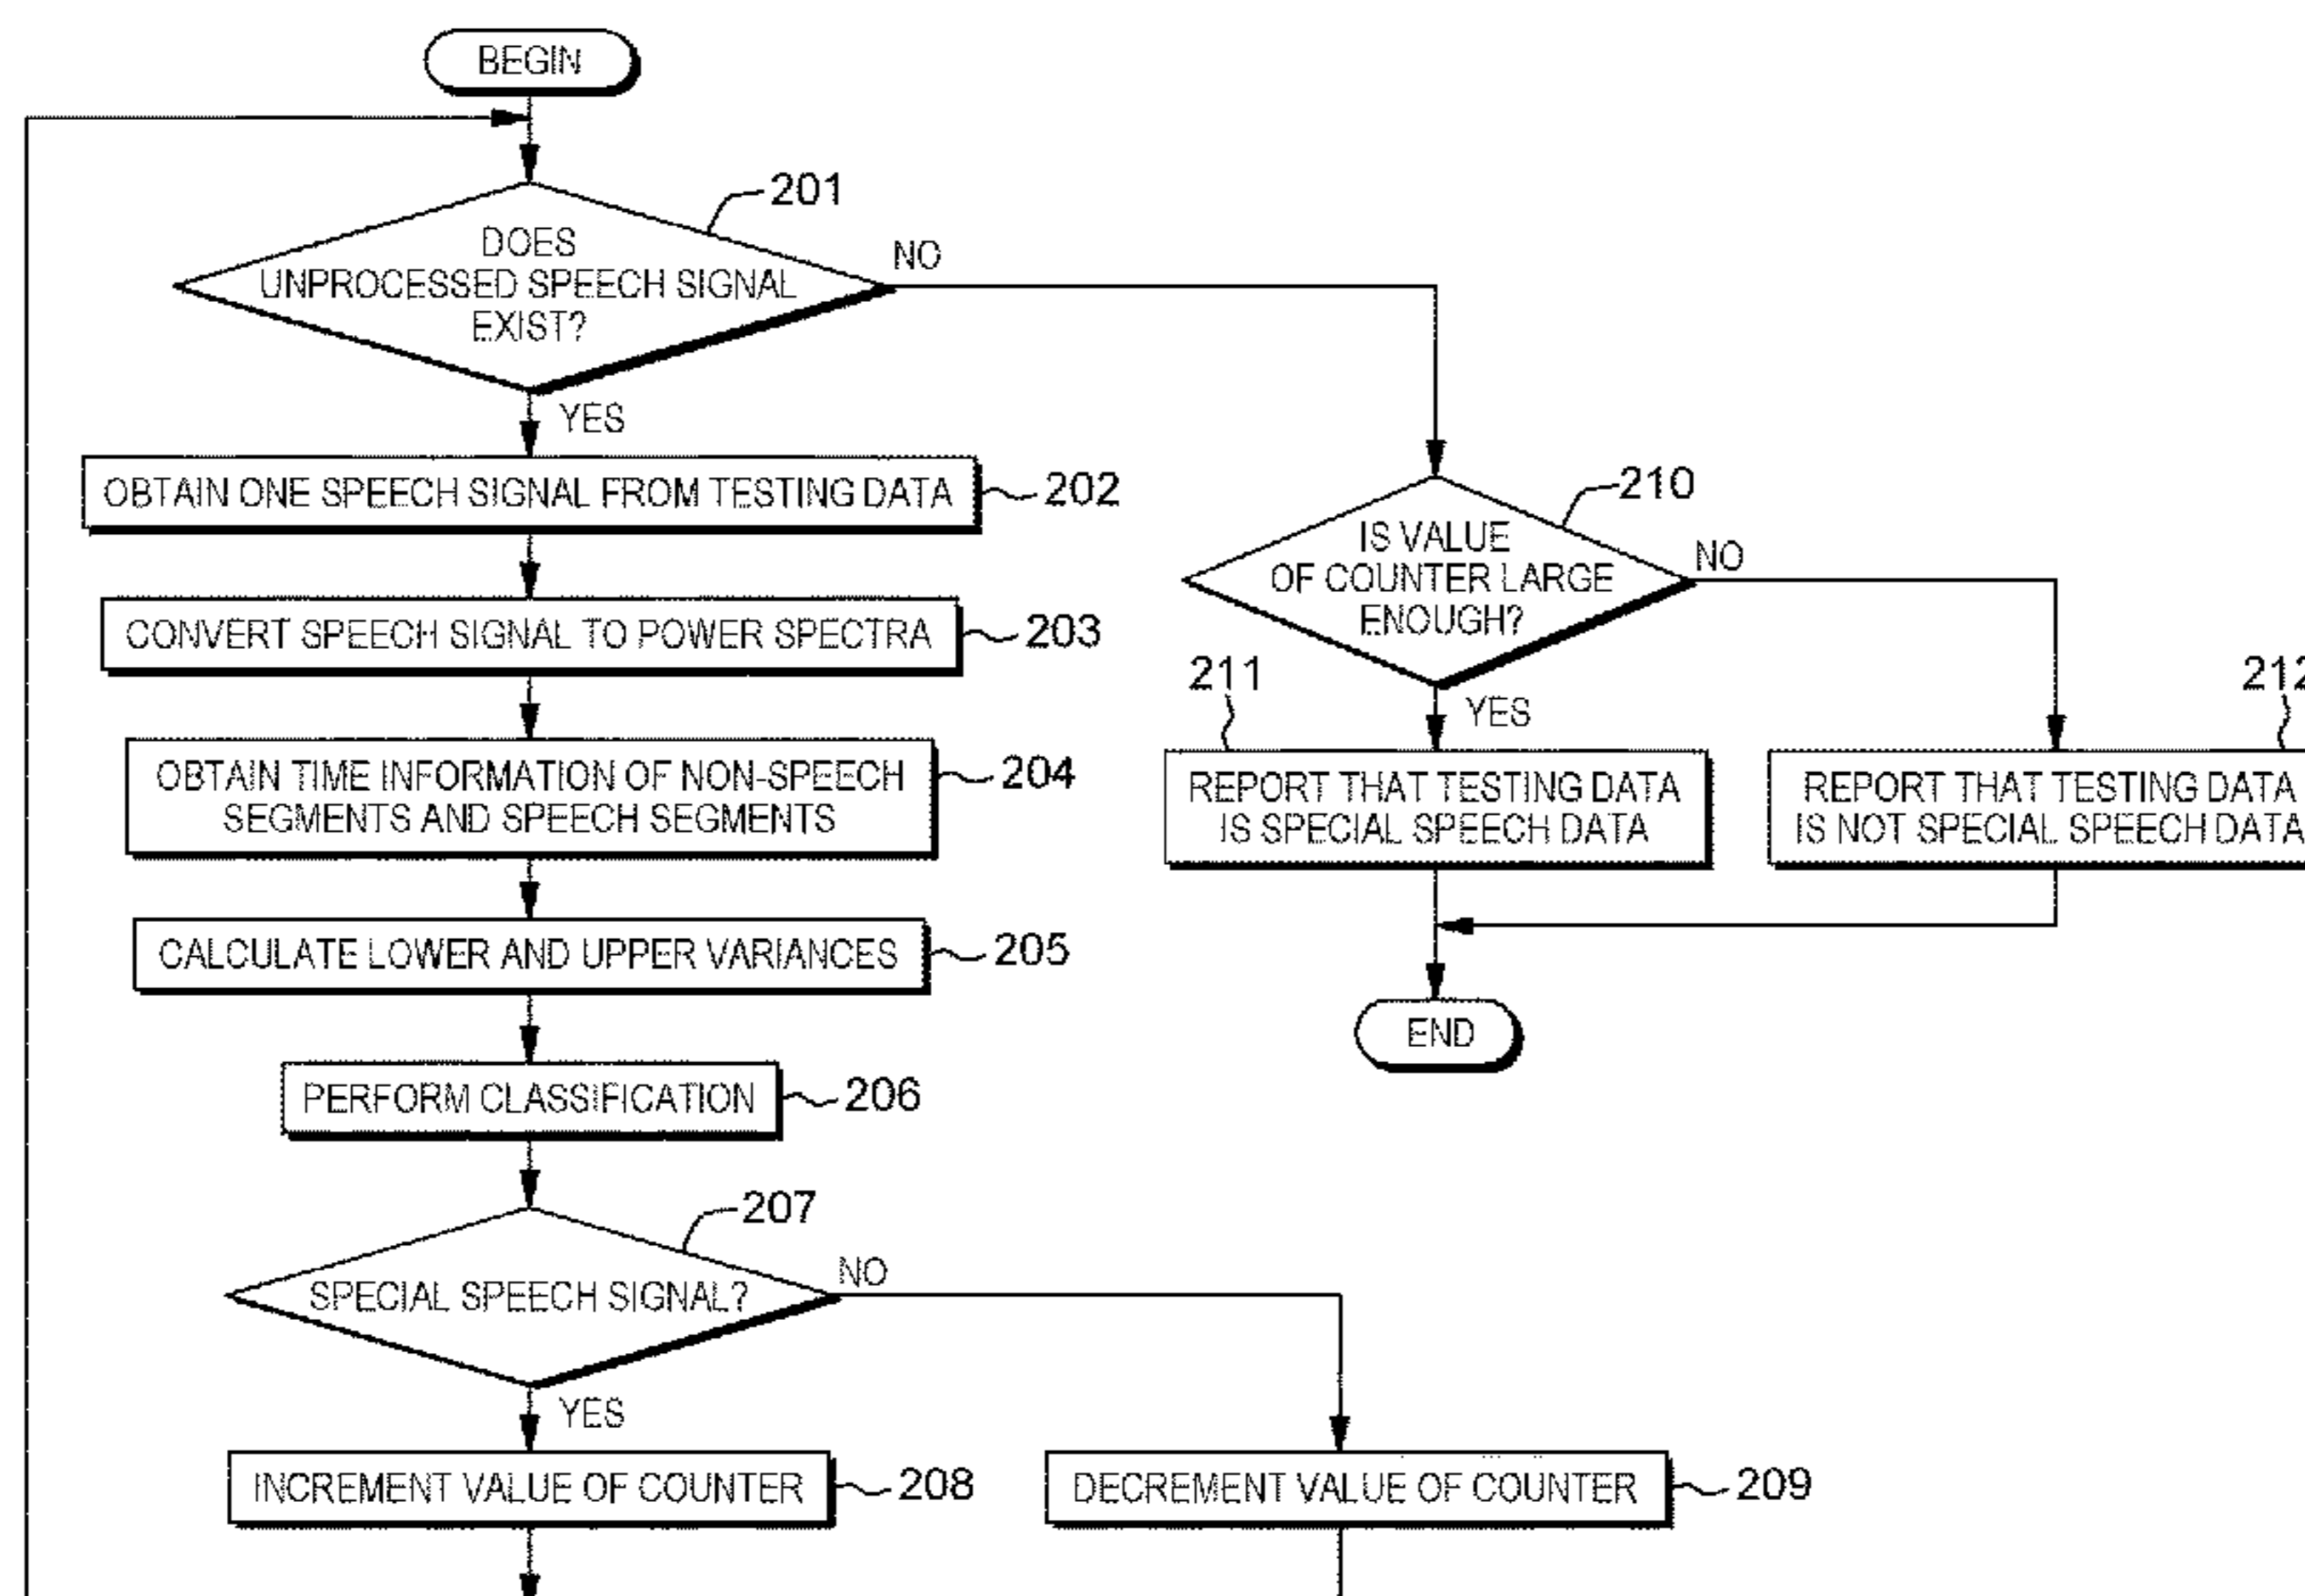 BEGIN
201
DOES
UNPROCESSED SPEECH SIGNAL
EXIST?
NO
YES
OBTAIN ONE SPEECH SIGNAL FROM TESTING DATA
202
CONVERT SPEECH SIGNAL TO POWER SPECTRA
203
OBTAIN TIME INFORMATION OF NON-SPEECH
SEGMENTS AND SPEECH SEGMENTS
204
CALCULATE LOWER AND UPPER VARIANCES
205
PERFORM CLASSIFICATION
206
207
SPECIAL SPEECH SIGNAL?
NO
YES
INCREMENT VALUE OF COUNTER
208
DECREMENT VALUE OF COUNTER
209
210
IS VALUE
OF COUNTER LARGE
ENOUGH?
NO
YES
211
REPORT THAT TESTING DATA
IS SPECIAL SPEECH DATA
212
REPORT THAT TESTING DATA
IS NOT SPECIAL SPEECH DATA
END